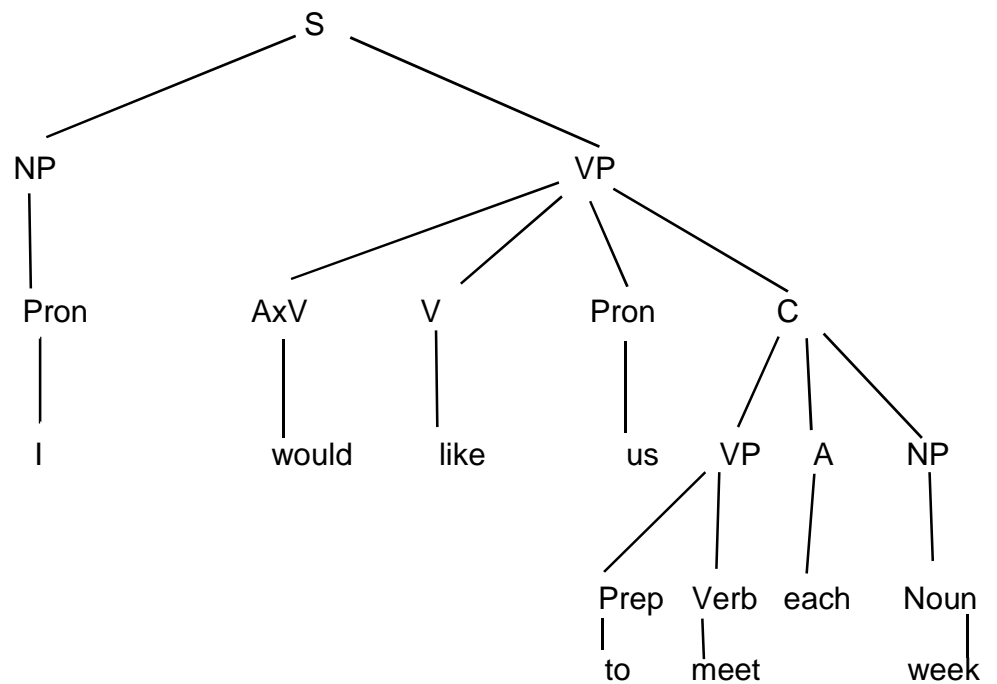 S
NP VP
Pron AxV V Pron C
I would like us VP A NP
Prep Verb each Noun
to meet week